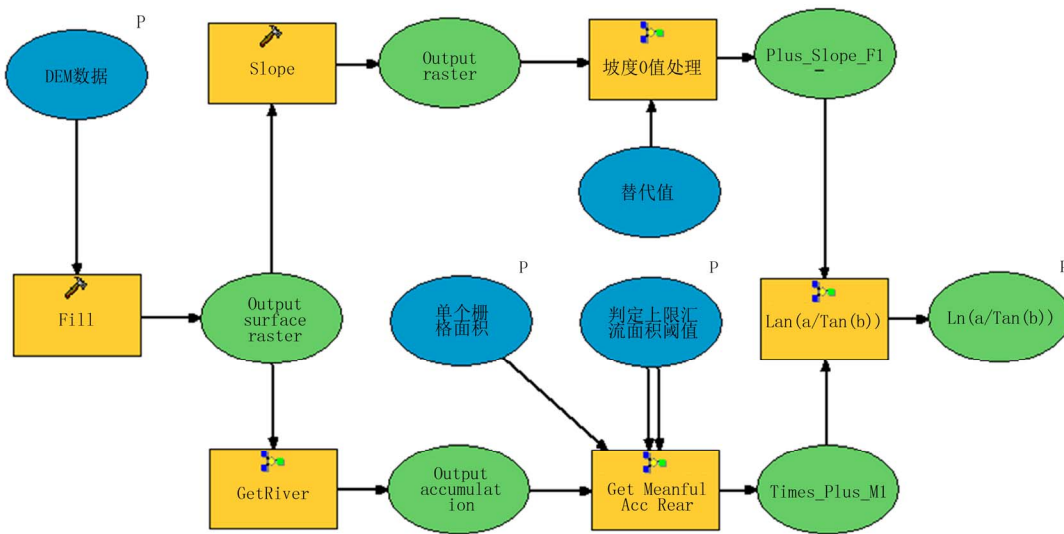 P
DEM数据
Slope
Output
raster
坡度0值处理
Plus_Slope_F1
替代值
Fill
Output
surface
raster
P
单个栅格面积
P
判定上限汇流面积阈值
Lan(a/Tan(b))
P
Ln(a/Tan(b))
GetRiver
Output
accumulat
ion
Get Meanful
Acc Rear
Times_Plus_M1